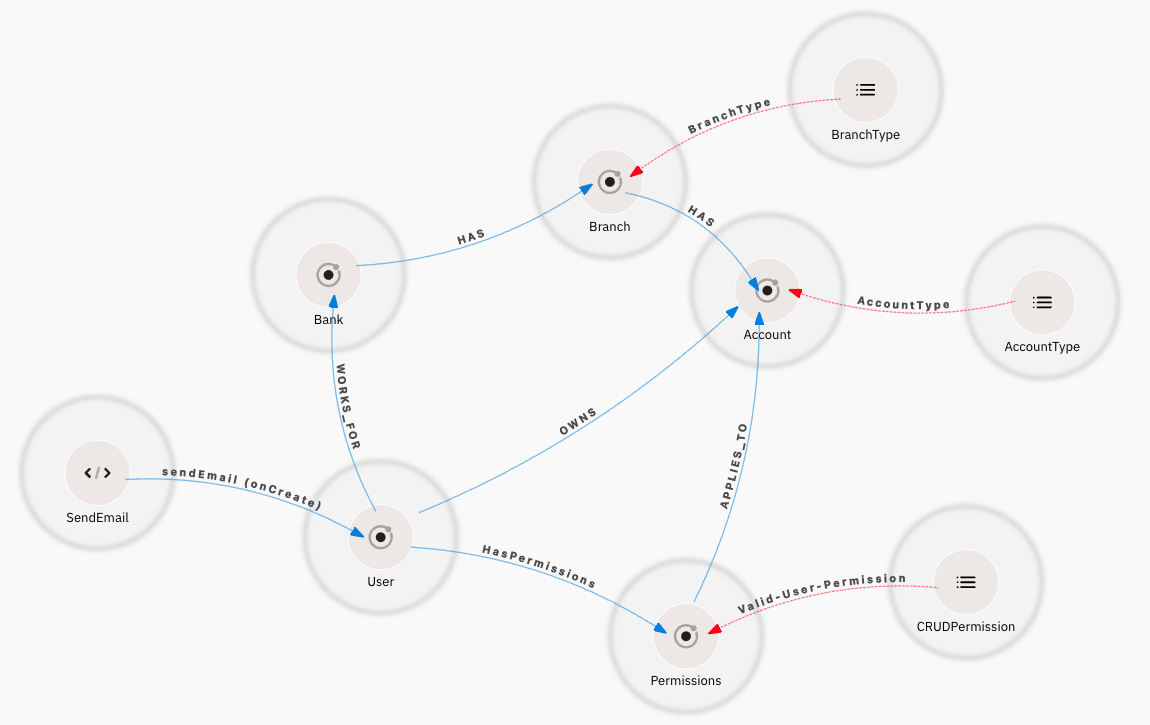 BranchType
BranchType
Branch
HAS
HAS
Bank
Account
AccountType
AccountType
WORKS_FOR
OWNS
APPLIES_TO
sendEmail (onCreate)
SendEmail
User
HasPermissions
Valid-User-Permission
CRUDPermission
Permissions